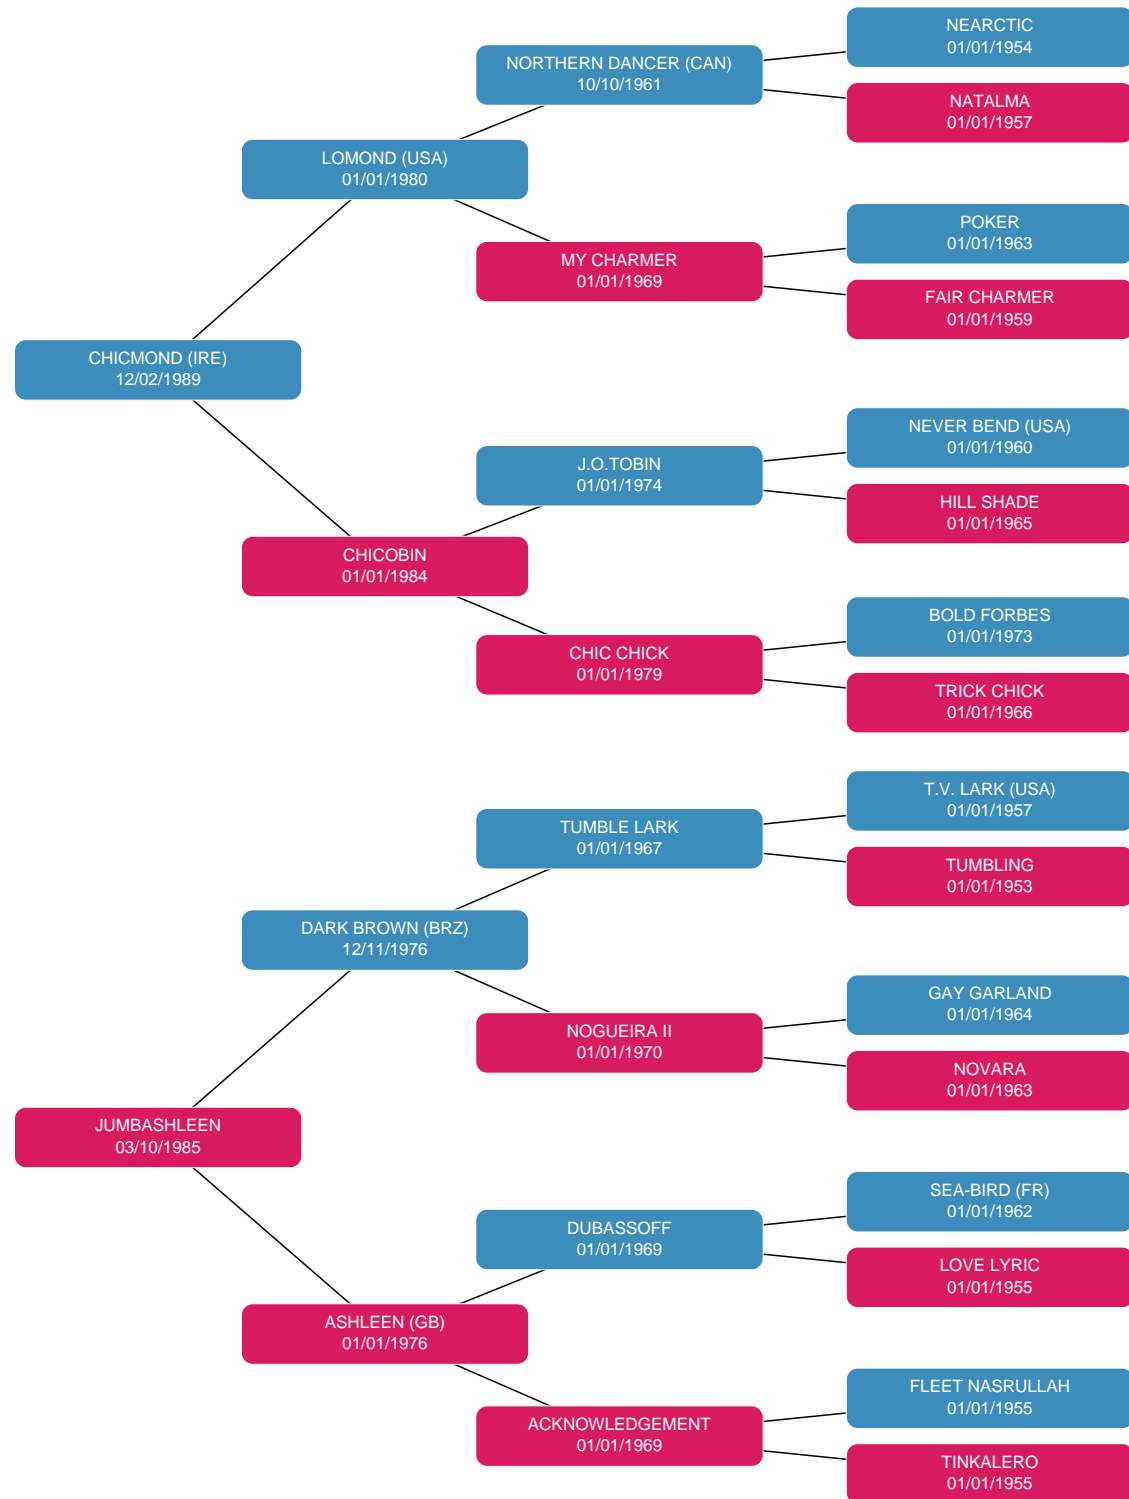 NEARCTIC
01/01/1954
NORTHERN DANCER (CAN)
10/10/1961
NATALMA
01/01/1957
LOMOND (USA)
01/01/1980
POKER
01/01/1963
MY CHARMER
01/01/1969
FAIR CHARMER
01/01/1959
CHICMOND (IRE)
12/02/1989
NEVER BEND (USA)
01/01/1960
J.O.TOBIN
01/01/1974
HILL SHADE
01/01/1965
CHICOBIN
01/01/1984
BOLD FORBES
01/01/1973
CHIC CHICK
01/01/1979
TRICK CHICK
01/01/1966
T.V. LARK (USA)
01/01/1957
TUMBLE LARK
01/01/1967
TUMBLING
01/01/1953
DARK BROWN (BRZ)
12/11/1976
GAY GARLAND
01/01/1964
NOGUEIRA II
01/01/1970
NOVARA
01/01/1963
JUMBASHLEEN
03/10/1985
SEA-BIRD (FR)
01/01/1962
DUBASSOFF
01/01/1969
LOVE LYRIC
01/01/1955
ASHLEEN (GB)
01/01/1976
FLEET NASRULLAH
01/01/1955
ACKNOWLEDGEMENT
01/01/1969
TINKALERO
01/01/1955